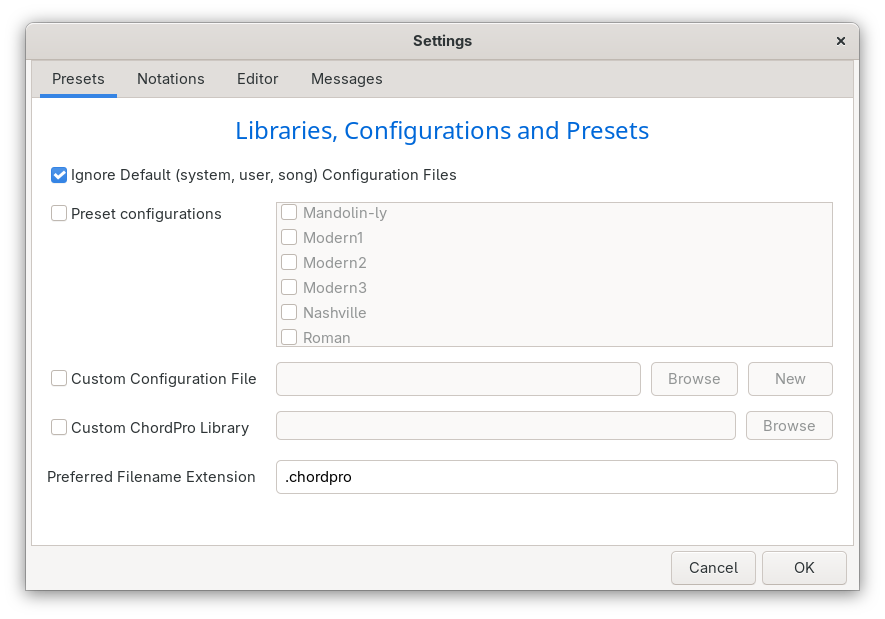 Settings
Presets Notations Editor Messages
Libraries, Configurations and Presets
Ignore Default (system, user, song) Configuration Files
Preset configurations
Mandolin-ly
Modern1
Modern2
Modern3
Nashville
Roman
Custom Configuration File Browse New
Custom ChordPro Library Browse
Preferred Filename Extension .chordpro
Cancel OK